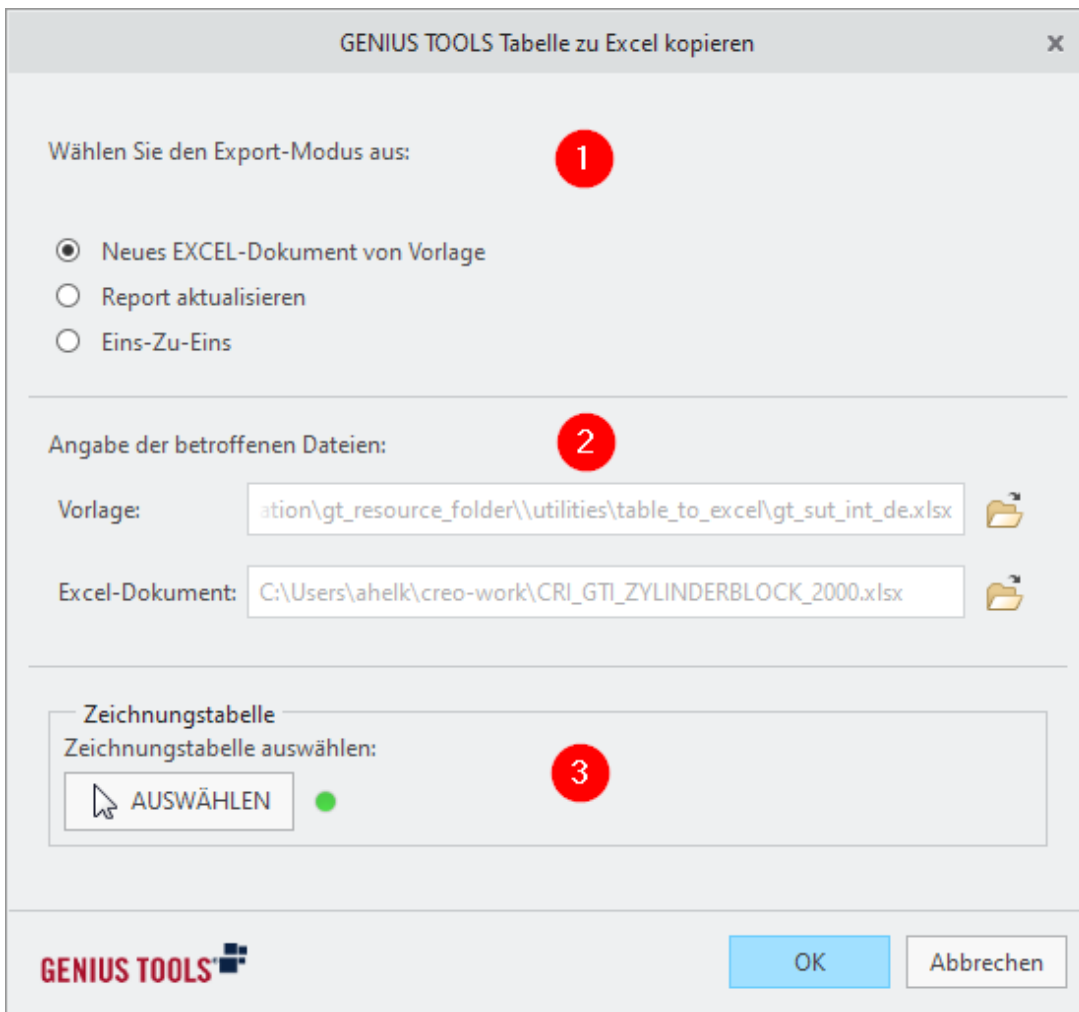 GENIUS TOOLS Tabelle zu Excel kopieren
Wählen Sie den Export-Modus aus:
1
Neues EXCEL-Dokument von Vorlage
Report aktualisieren
Eins-Zu-Eins
Angabe der betroffenen Dateien:
2
Vorlage: ation\gt_resource_folder\\utilities\table_to_excel\gt_sut_int_de.xlsx
Excel-Dokument: C:\Users\ahelk\creo-work\CRI_GTI_ZYLINDERBLOCK_2000.xlsx
Zeichnungstabelle
Zeichnungstabelle auswählen:
3
AUSWÄHLEN
GENIUS TOOLS
OK Abbrechen